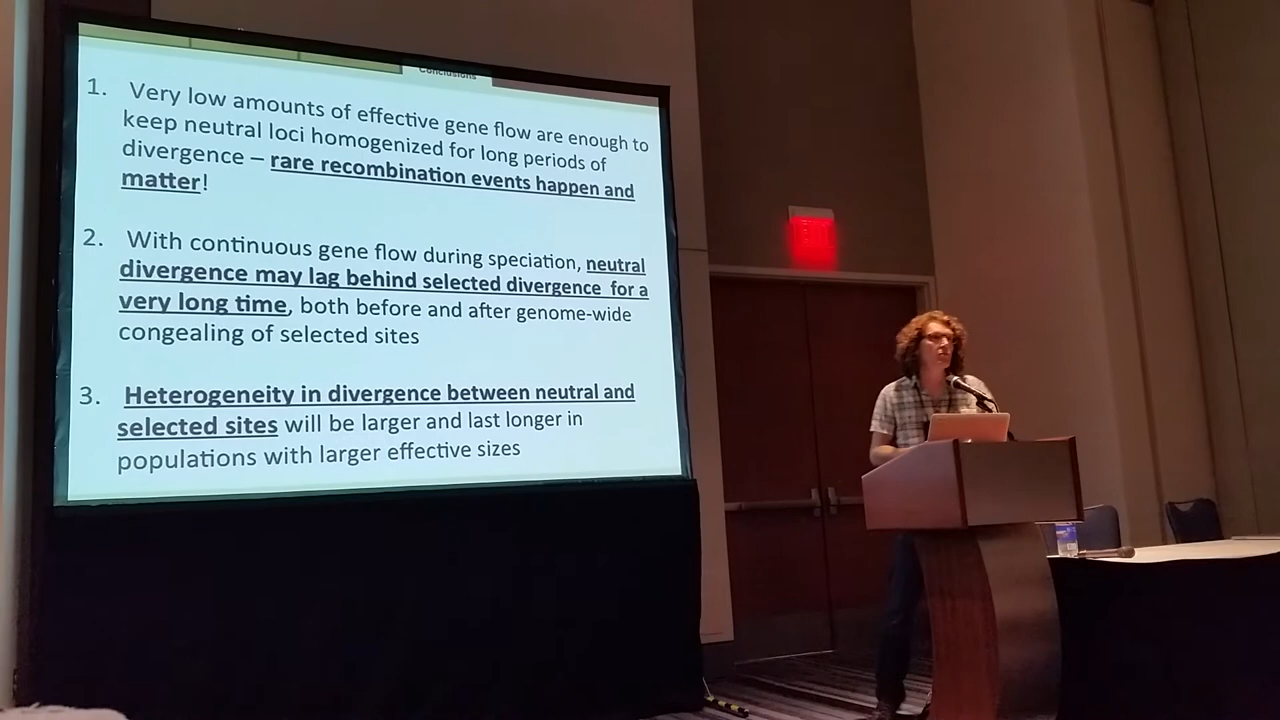 Conclusions
1. Very low amounts of effective gene flow are enough to
keep neutral loci homogenized for long periods of
divergence – rare recombination events happen and
matter!
2. With continuous gene flow during speciation, neutral
divergence may lag behind selected divergence for a
very long time, both before and after genome-wide
congealing of selected sites
3. Heterogeneity in divergence between neutral and
selected sites will be larger and last longer in
populations with larger effective sizes